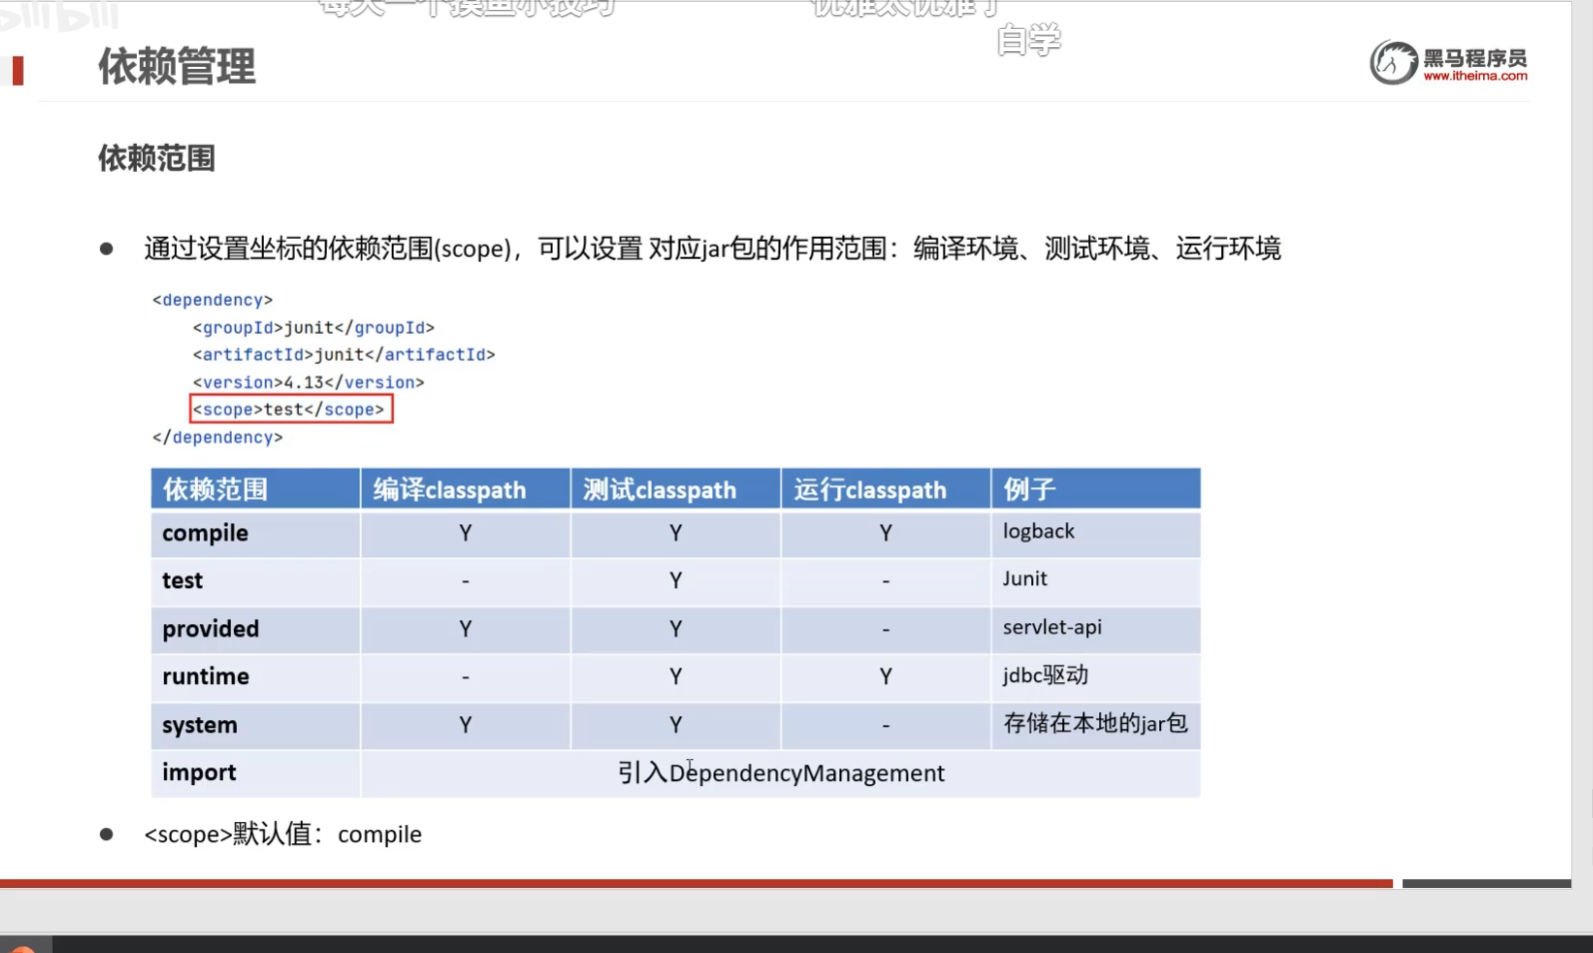 自学
依赖管理
黑马程序员
www.itheima.com
依赖范围
● 通过设置坐标的依赖范围(scope)，可以设置 对应jar包的作用范围：编译环境、测试环境、运行环境
<dependency>
<groupId>junit</groupId>
<artifactId>junit</artifactId>
<version>4.13</version>
<scope>test</scope>
</dependency>
依赖范围 编译classpath 测试classpath 运行classpath 例子
compile Y Y Y logback
test - Y - Junit
provided Y Y - servlet-api
runtime - Y Y jdbc驱动
system Y Y - 存储在本地的jar包
import 引入DependencyManagement
● <scope>默认值：compile